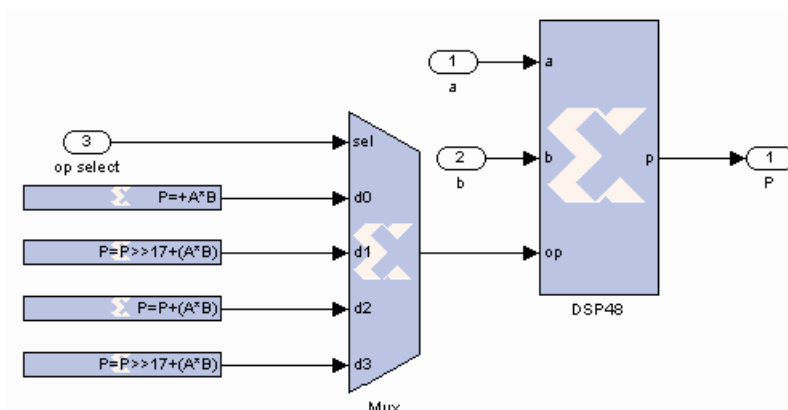 1
a
a
3
op select
sel
2
b
b
p
1
P
P=+A*B
d0
P=P>>17+(A*B)
d1
op
P=P+(A*B)
d2
DSP48
P=P>>17+(A*B)
d3
Mux